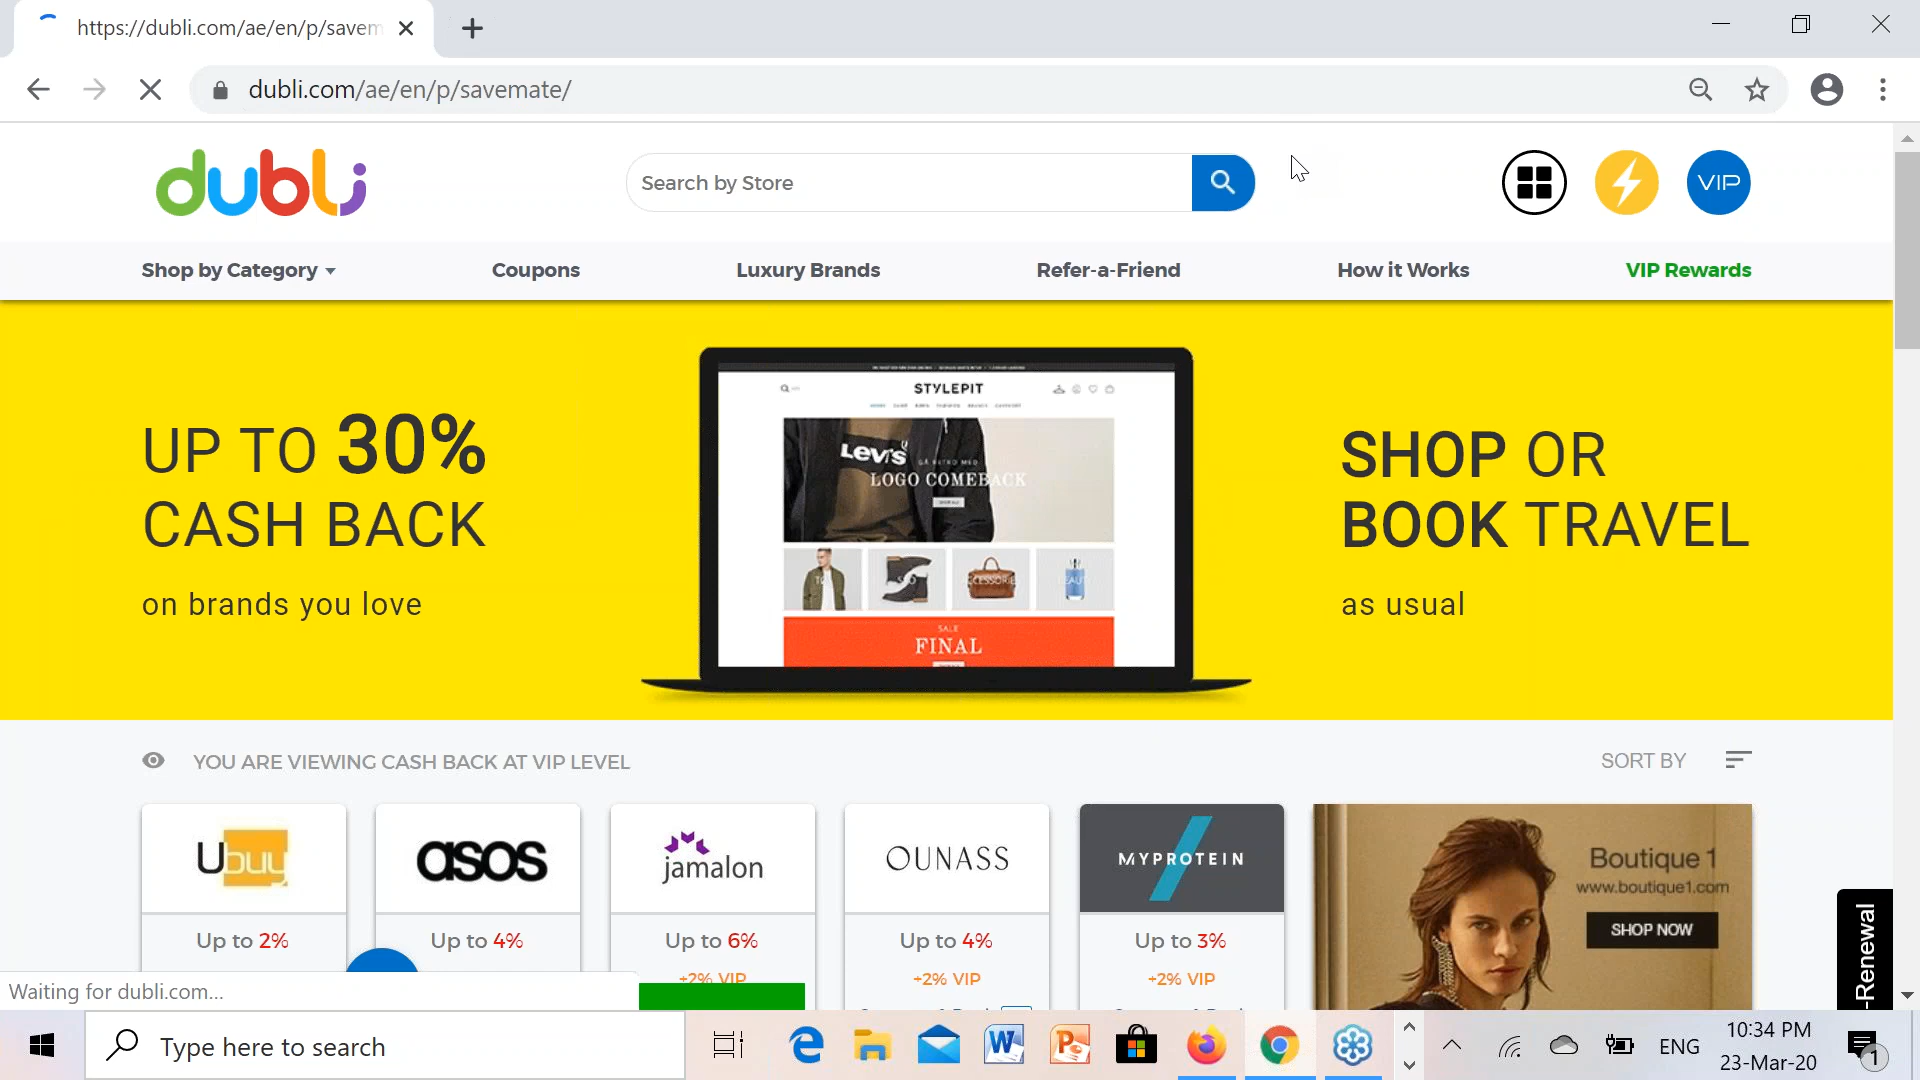 https://dubli.com/ae/en/p/savem
dubli.com/ae/en/p/savemate/
dubli
Search by Store
VIP
Shop by Category
Coupons
Luxury Brands
Refer-a-Friend
How it Works
VIP Rewards
UP TO 30%
CASH BACK
on brands you love
STYLEPIT
Levi's
LOGO COMEBACK
SALE
FINAL
SHOP OR
BOOK TRAVEL
as usual
YOU ARE VIEWING CASH BACK AT VIP LEVEL
SORT BY
Ubuy
asos
jamalon
OUNASS
MYPROTEIN
Boutique 1
www.boutique1.com
SHOP NOW
Up to 2%
Up to 4%
Up to 6%
Up to 4%
Up to 3%
+2% VIP
+2% VIP
+2% VIP
-Renewal
Waiting for dubli.com...
Type here to search
ENG
10:34 PM
23-Mar-20
1